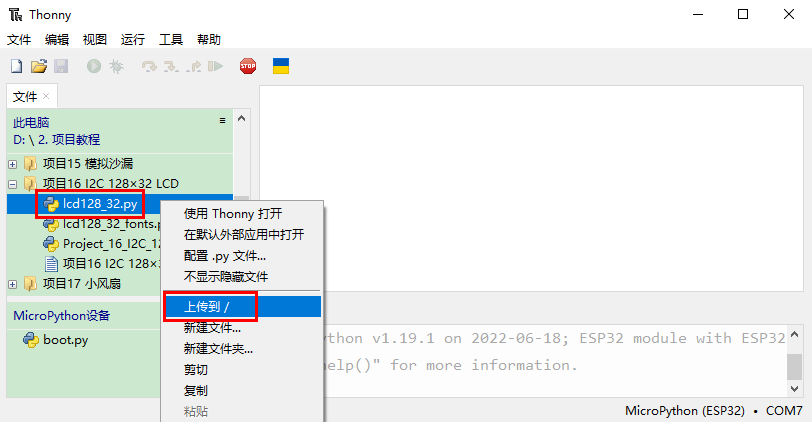 Thonny
文件 编辑 视图 运行 工具 帮助
STOP
文件
此电脑
D: \ 2. 项目教程
项目15 模拟沙漏
项目16 I2C 128×32 LCD
lcd128_32.py
lcd128_32_fonts.p
Project_16_I2C_12
项目16 I2C 128×3
项目17 小风扇
MicroPython设备
boot.py
使用 Thonny 打开
在默认外部应用中打开
配置 .py 文件...
不显示隐藏文件
上传到 /
新建文件...
新建文件夹...
剪切
复制
粘贴
ython v1.19.1 on 2022-06-18; ESP32 module with ESP32
help()" for more information.
MicroPython (ESP32) • COM7